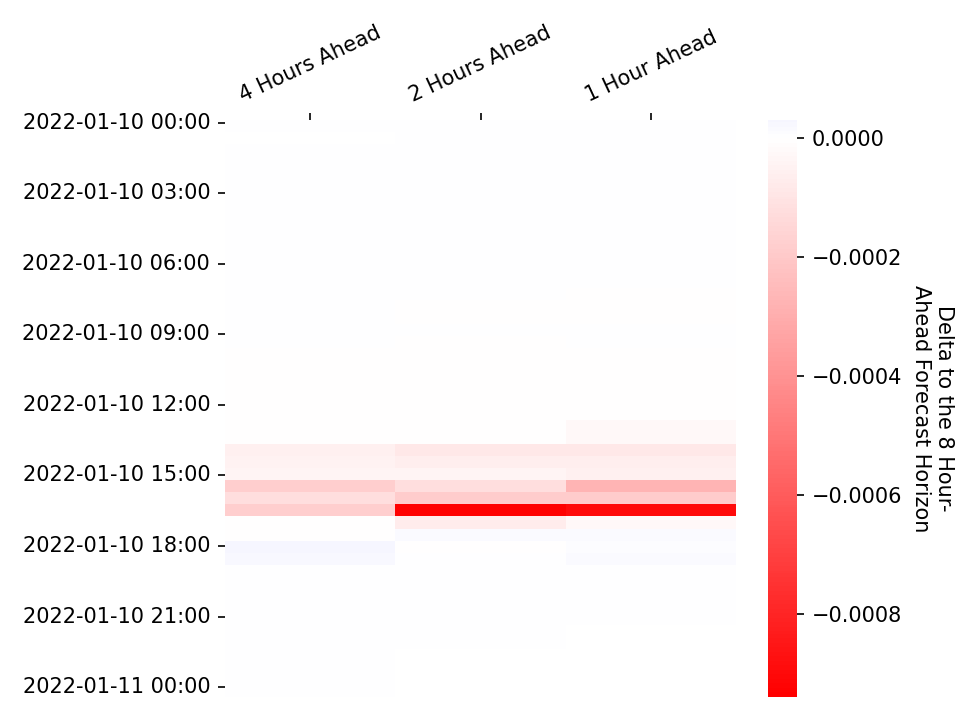 4 Hours Ahead
2 Hours Ahead
1 Hour Ahead
2022-01-10 00:00
2022-01-10 03:00
2022-01-10 06:00
2022-01-10 09:00
2022-01-10 12:00
2022-01-10 15:00
2022-01-10 18:00
2022-01-10 21:00
2022-01-11 00:00
0.0000
−0.0002
−0.0004
−0.0006
−0.0008
Delta to the 8 Hour-
Ahead Forecast Horizon